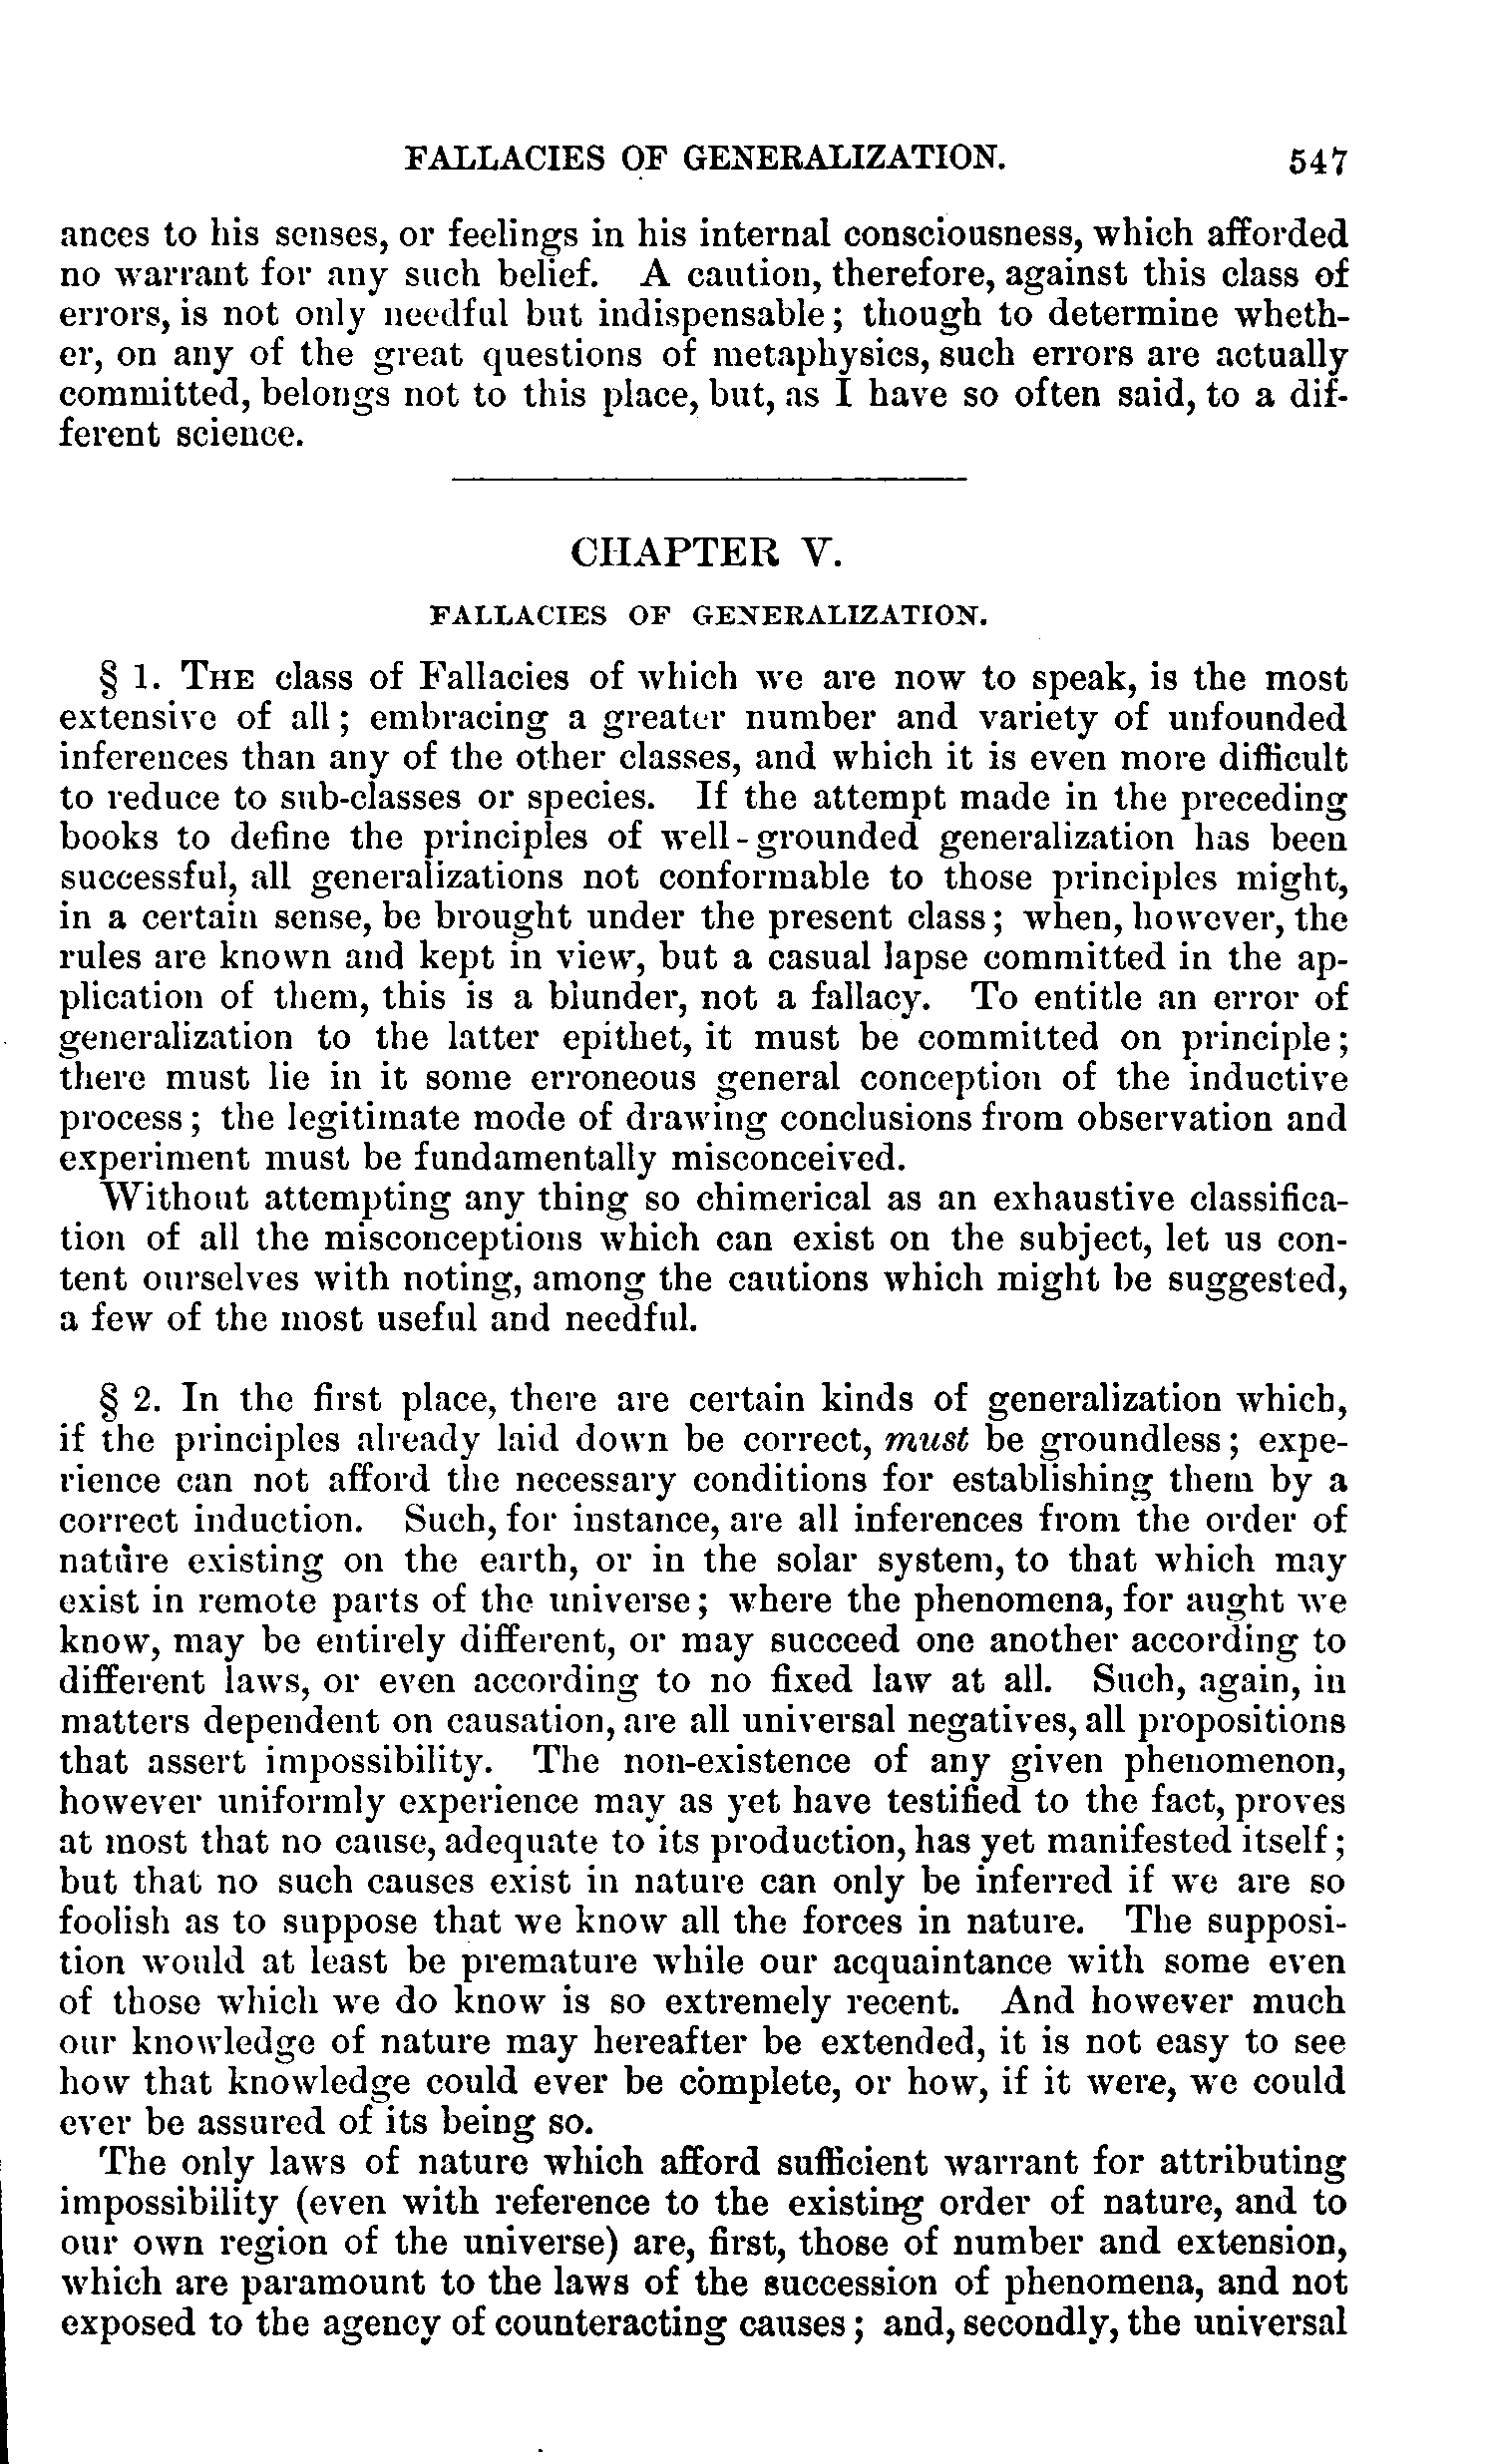 FALLACIES OF GENERALIZATION. 547
ances to his senses, or feelings in his internal consciousness, which afforded
no warrant for any such belief. A caution, therefore, against this class of
errors, is not only needful but indispensable; though to determine wheth-
er, on any of the great questions of metaphysics, such errors are actually
committed, belongs not to this place, but, as I have so often said, to a dif-
ferent science.
CHAPTER V.
FALLACIES OF GENERALIZATION.
§ 1. THE class of Fallacies of which we are now to speak, is the most
extensive of all; embracing a greater number and variety of unfounded
inferences than any of the other classes, and which it is even more difficult
to reduce to sub-classes or species. If the attempt made in the preceding
books to define the principles of well-grounded generalization has been
successful, all generalizations not conformable to those principles might,
in a certain sense, be brought under the present class; when, however, the
rules are known and kept in view, but a casual lapse committed in the ap-
plication of them, this is a blunder, not a fallacy. To entitle an error of
generalization to the latter epithet, it must be committed on principle;
there must lie in it some erroneous general conception of the inductive
process; the legitimate mode of drawing conclusions from observation and
experiment must be fundamentally misconceived.
Without attempting any thing so chimerical as an exhaustive classifica-
tion of all the misconceptions which can exist on the subject, let us con-
tent ourselves with noting, among the cautions which might be suggested,
a few of the most useful and needful.
§ 2. In the first place, there are certain kinds of generalization which,
if the principles already laid down be correct, must be groundless; expe-
rience can not afford the necessary conditions for establishing them by a
correct induction. Such, for instance, are all inferences from the order of
nature existing on the earth, or in the solar system, to that which may
exist in remote parts of the universe; where the phenomena, for aught we
know, may be entirely different, or may succeed one another according to
different laws, or even according to no fixed law at all. Such, again, in
matters dependent on causation, are all universal negatives, all propositions
that assert impossibility. The non-existence of any given phenomenon,
however uniformly experience may as yet have testified to the fact, proves
at most that no cause, adequate to its production, has yet manifested itself;
but that no such causes exist in nature can only be inferred if we are so
foolish as to suppose that we know all the forces in nature. The supposi-
tion would at least be premature while our acquaintance with some even
of those which we do know is so extremely recent. And however much
our knowledge of nature may hereafter be extended, it is not easy to see
how that knowledge could ever be complete, or how, if it were, we could
ever be assured of its being so.
The only laws of nature which afford sufficient warrant for attributing
impossibility (even with reference to the existing order of nature, and to
our own region of the universe) are, first, those of number and extension,
which are paramount to the laws of the succession of phenomena, and not
exposed to the agency of counteracting causes; and, secondly, the universal